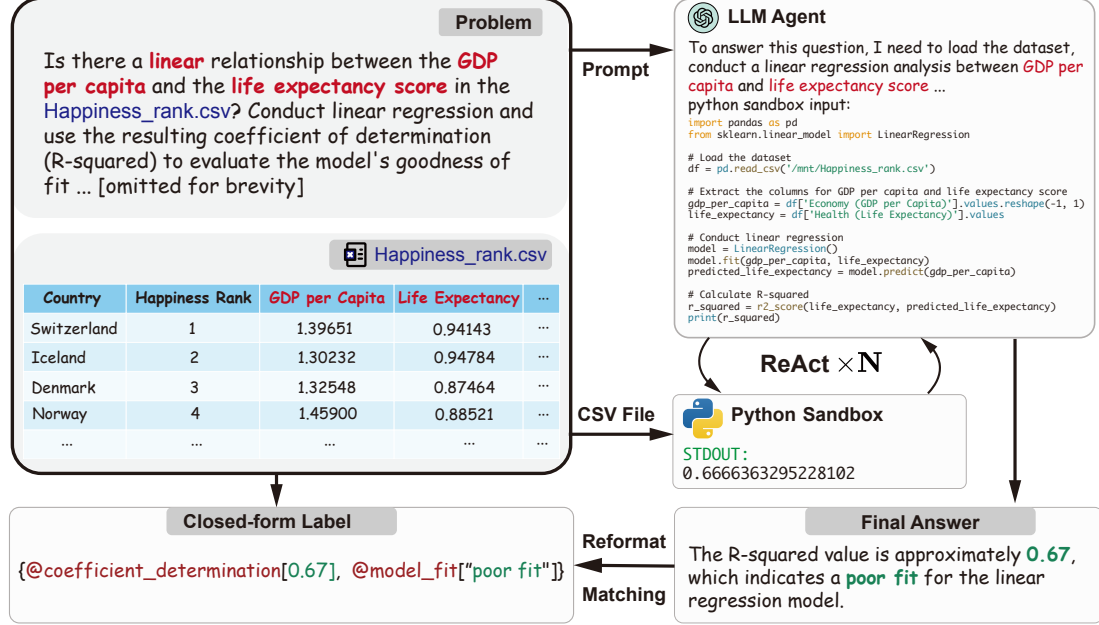 Problem
Is there a linear relationship between the GDP
per capita and the life expectancy score in the
Happiness_rank.csv? Conduct linear regression and
use the resulting coefficient of determination
(R-squared) to evaluate the model's goodness of
fit ... [omitted for brevity]
Happiness_rank.csv
Country Happiness Rank GDP per Capita Life Expectancy ...
Switzerland 1 1.39651 0.94143 ...
Iceland 2 1.30232 0.94784 ...
Denmark 3 1.32548 0.87464 ...
Norway 4 1.45900 0.88521 ...
... ... ... ... ...
Prompt
LLM Agent
To answer this question, I need to load the dataset,
conduct a linear regression analysis between GDP per
capita and life expectancy score ...
python sandbox input:
import pandas as pd
from sklearn.linear_model import LinearRegression
# Load the dataset
df = pd.read_csv('/mnt/Happiness_rank.csv')
# Extract the columns for GDP per capita and life expectancy score
gdp_per_capita = df['Economy (GDP per Capita)'].values.reshape(-1, 1)
life_expectancy = df['Health (Life Expectancy)'].values
# Conduct linear regression
model = LinearRegression()
model.fit(gdp_per_capita, life_expectancy)
predicted_life_expectancy = model.predict(gdp_per_capita)
# Calculate R-squared
r_squared = r2_score(life_expectancy, predicted_life_expectancy)
print(r_squared)
ReAct ×N
CSV File
Python Sandbox
STDOUT:
0.6666363295228102
Closed-form Label
{@coefficient_determination[0.67], @model_fit["poor fit"]}
Reformat
Matching
Final Answer
The R-squared value is approximately 0.67,
which indicates a poor fit for the linear
regression model.